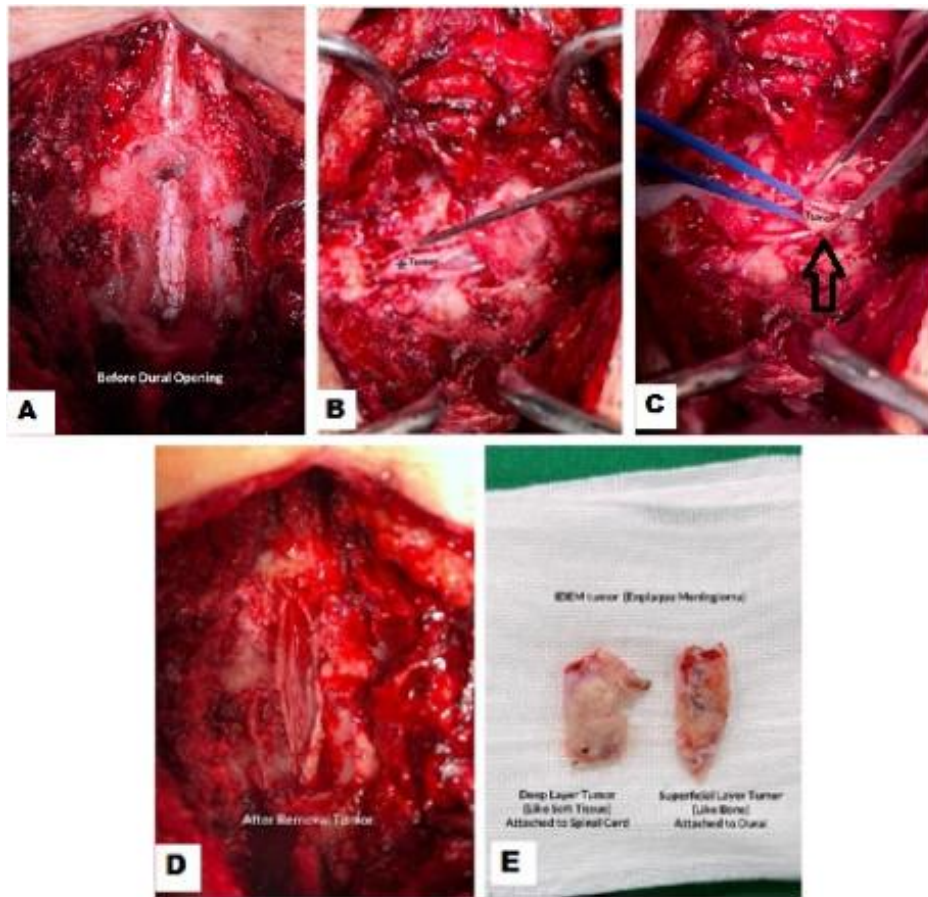 Before Dural Opening
A
Tumor
B
Tumor
C
After Removal Tumor
D
IDEM tumor (Enplaque Meningioma)
Deep Layer Tumor
(Like Soft Tissue)
Attached to Spinal Cord
Superficial Layer Tumor
(Like Bone)
Attached to Dural
E